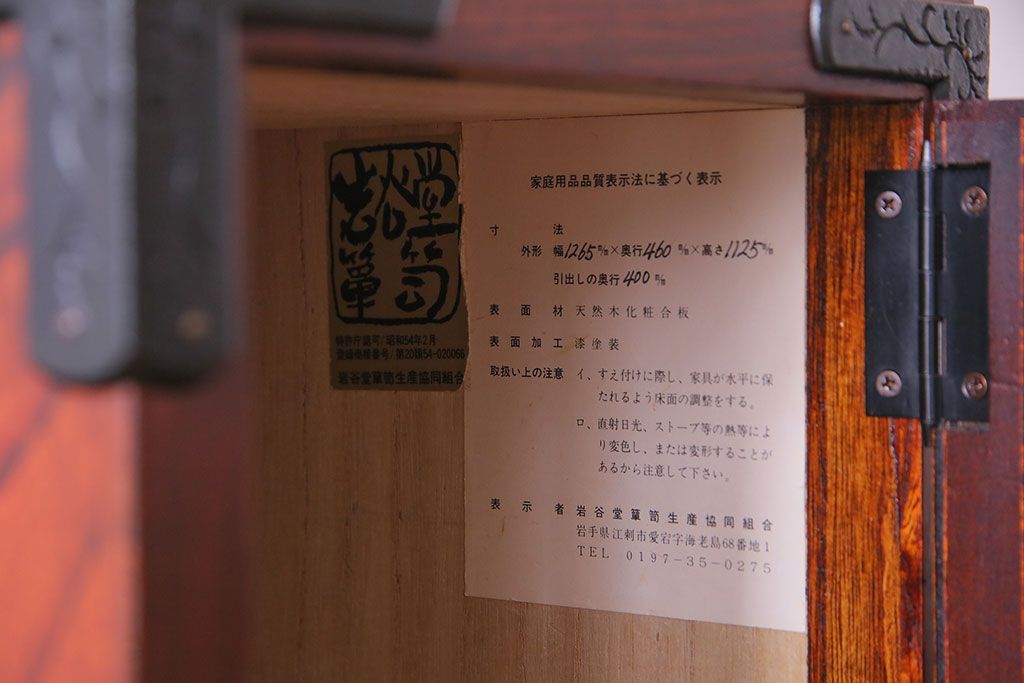 岩谷堂
簞笥
特許庁認可/昭和54年2月
登録商標番号/第20類54-020066
岩谷堂簞笥生産協同組合
家庭用品品質表示法に基づく表示
寸法
外形 幅1265㎜×奥行460㎜×高さ1125㎜
引出しの奥行400㎜
表面材 天然木化粧合板
表面加工 漆塗装
取扱い上の注意 イ、すえ付けに際し、家具が水平に保
たれるよう床面の調整をする。
ロ、直射日光、ストーブ等の熱等によ
り変色し、または変形することが
あるから注意して下さい。
表示者 岩谷堂簞笥生産協同組合
岩手県江刺市愛宕字海老島68番地1
TEL 0197-35-0275